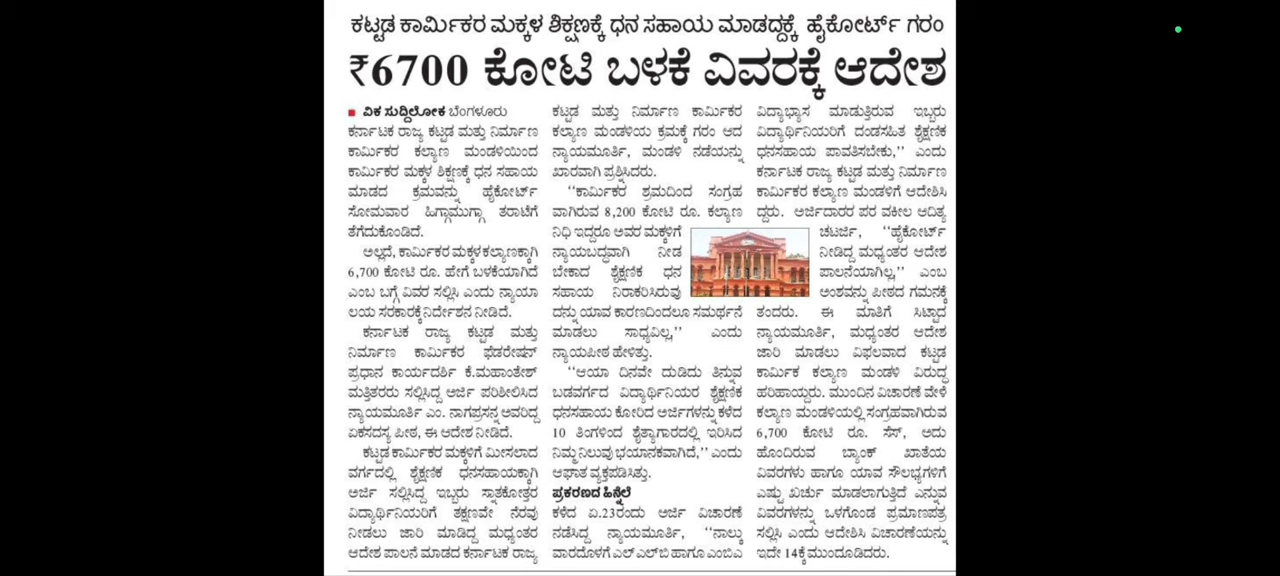 ಕಟ್ಟಡ ಕಾರ್ಮಿಕರ ಮಕ್ಕಳ ಶಿಕ್ಷಣಕ್ಕೆ ಧನ ಸಹಾಯ ಮಾಡದ್ದಕ್ಕೆ ಹೈಕೋರ್ಟ್ ಗರಂ
₹6700 ಕೋಟಿ ಬಳಕೆ ವಿವರಕ್ಕೆ ಆದೇಶ
■ ವಿಕ ಸುದ್ದಿಲೋಕ ಬೆಂಗಳೂರು
ಕರ್ನಾಟಕ ರಾಜ್ಯ ಕಟ್ಟಡ ಮತ್ತು ನಿರ್ಮಾಣ
ಕಾರ್ಮಿಕರ ಕಲ್ಯಾಣ ಮಂಡಳಿಯಿಂದ
ಕಾರ್ಮಿಕರ ಮಕ್ಕಳ ಶಿಕ್ಷಣಕ್ಕೆ ಧನ ಸಹಾಯ
ಮಾಡದ ಕ್ರಮವನ್ನು ಹೈಕೋರ್ಟ್
ಸೋಮವಾರ ಹಿಗ್ಗಾಮುಗ್ಗಾ ತರಾಟೆಗೆ
ತೆಗೆದುಕೊಂಡಿದೆ.
ಅಲ್ಲದೆ, ಕಾರ್ಮಿಕರ ಮಕ್ಕಳ ಕಲ್ಯಾಣಕ್ಕಾಗಿ
6,700 ಕೋಟಿ ರೂ. ಹೇಗೆ ಬಳಕೆಯಾಗಿದೆ
ಎಂಬ ಬಗ್ಗೆ ವಿವರ ಸಲ್ಲಿಸಿ ಎಂದು ನ್ಯಾಯಾ
ಲಯ ಸರಕಾರಕ್ಕೆ ನಿರ್ದೇಶನ ನೀಡಿದೆ.
ಕರ್ನಾಟಕ ರಾಜ್ಯ ಕಟ್ಟಡ ಮತ್ತು
ನಿರ್ಮಾಣ ಕಾರ್ಮಿಕರ ಫೆಡರೇಷನ್
ಪ್ರಧಾನ ಕಾರ್ಯದರ್ಶಿ ಕೆ.ಮಹಾಂತೇಶ್
ಮತ್ತಿತರರು ಸಲ್ಲಿಸಿದ್ದ ಅರ್ಜಿ ಪರಿಶೀಲಿಸಿದ
ನ್ಯಾಯಮೂರ್ತಿ ಎಂ. ನಾಗಪ್ರಸನ್ನ ಅವರಿದ್ದ
ಏಕಸದಸ್ಯ ಪೀಠ, ಈ ಆದೇಶ ನೀಡಿದೆ.
ಕಟ್ಟಡ ಕಾರ್ಮಿಕರ ಮಕ್ಕಳಿಗೆ ಮೀಸಲಾದ
ವರ್ಗದಲ್ಲಿ ಶೈಕ್ಷಣಿಕ ಧನಸಹಾಯಕ್ಕಾಗಿ
ಅರ್ಜಿ ಸಲ್ಲಿಸಿದ್ದ ಇಬ್ಬರು ಸ್ನಾತಕೋತ್ತರ
ವಿದ್ಯಾರ್ಥಿನಿಯರಿಗೆ ತಕ್ಷಣವೇ ನೆರವು
ನೀಡಲು ಜಾರಿ ಮಾಡಿದ್ದ ಮಧ್ಯಂತರ
ಆದೇಶ ಪಾಲನೆ ಮಾಡದ ಕರ್ನಾಟಕ ರಾಜ್ಯ
ಕಟ್ಟಡ ಮತ್ತು ನಿರ್ಮಾಣ ಕಾರ್ಮಿಕರ
ಕಲ್ಯಾಣ ಮಂಡಳಿಯ ಕ್ರಮಕ್ಕೆ ಗರಂ ಆದ
ನ್ಯಾಯಮೂರ್ತಿ, ಮಂಡಳಿ ನಡೆಯನ್ನು
ಖಾರವಾಗಿ ಪ್ರಶ್ನಿಸಿದರು.
‘‘ಕಾರ್ಮಿಕರ ಶ್ರಮದಿಂದ ಸಂಗ್ರಹ
ವಾಗಿರುವ 8,200 ಕೋಟಿ ರೂ. ಕಲ್ಯಾಣ
ನಿಧಿ ಇದ್ದರೂ ಅವರ ಮಕ್ಕಳಿಗೆ
ನ್ಯಾಯಬದ್ಧವಾಗಿ ನೀಡ
ಬೇಕಾದ ಶೈಕ್ಷಣಿಕ ಧನ
ಸಹಾಯ ನಿರಾಕರಿಸಿರುವು
ದನ್ನು ಯಾವ ಕಾರಣದಿಂದಲೂ ಸಮರ್ಥನೆ
ಮಾಡಲು ಸಾಧ್ಯವಿಲ್ಲ,’’ ಎಂದು
ನ್ಯಾಯಪೀಠ ಹೇಳಿತ್ತು.
‘‘ಆಯಾ ದಿನವೇ ದುಡಿದು ತಿನ್ನುವ
ಬಡವರ್ಗದ ವಿದ್ಯಾರ್ಥಿನಿಯರ ಶೈಕ್ಷಣಿಕ
ಧನಸಹಾಯ ಕೋರಿದ ಅರ್ಜಿಗಳನ್ನು ಕಳೆದ
10 ತಿಂಗಳಿಂದ ಶೈತ್ಯಾಗಾರದಲ್ಲಿ ಇರಿಸಿದ
ನಿಮ್ಮ ನಿಲುವು ಭಯಾನಕವಾಗಿದೆ,’’ ಎಂದು
ಆಘಾತ ವ್ಯಕ್ತಪಡಿಸಿತ್ತು.
ಪ್ರಕರಣದ ಹಿನ್ನೆಲೆ
ಕಳೆದ ಏ.23ರಂದು ಅರ್ಜಿ ವಿಚಾರಣೆ
ನಡೆಸಿದ್ದ ನ್ಯಾಯಮೂರ್ತಿ, ‘‘ನಾಲ್ಕು
ವಾರದೊಳಗೆ ಎಲ್‌ಎಲ್‌ಬಿ ಹಾಗೂ ಎಂಬಿಎ
ವಿದ್ಯಾಭ್ಯಾಸ ಮಾಡುತ್ತಿರುವ ಇಬ್ಬರು
ವಿದ್ಯಾರ್ಥಿನಿಯರಿಗೆ ದಂಡಸಹಿತ ಶೈಕ್ಷಣಿಕ
ಧನಸಹಾಯ ಪಾವತಿಸಬೇಕು,’’ ಎಂದು
ಕರ್ನಾಟಕ ರಾಜ್ಯ ಕಟ್ಟಡ ಮತ್ತು ನಿರ್ಮಾಣ
ಕಾರ್ಮಿಕರ ಕಲ್ಯಾಣ ಮಂಡಳಿಗೆ ಆದೇಶಿಸಿ
ದ್ದರು. ಅರ್ಜಿದಾರರ ಪರ ವಕೀಲ ಆದಿತ್ಯ
ಚಟರ್ಜಿ, ‘‘ಹೈಕೋರ್ಟ್
ನೀಡಿದ್ದ ಮಧ್ಯಂತರ ಆದೇಶ
ಪಾಲನೆಯಾಗಿಲ್ಲ,’’ ಎಂಬ
ಅಂಶವನ್ನು ಪೀಠದ ಗಮನಕ್ಕೆ
ತಂದರು. ಈ ಮಾತಿಗೆ ಸಿಟ್ಟಾದ
ನ್ಯಾಯಮೂರ್ತಿ, ಮಧ್ಯಂತರ ಆದೇಶ
ಜಾರಿ ಮಾಡಲು ವಿಫಲವಾದ ಕಟ್ಟಡ
ಕಾರ್ಮಿಕ ಕಲ್ಯಾಣ ಮಂಡಳಿ ವಿರುದ್ಧ
ಹರಿಹಾಯ್ದರು. ಮುಂದಿನ ವಿಚಾರಣೆ ವೇಳೆ
ಕಲ್ಯಾಣ ಮಂಡಳಿಯಲ್ಲಿ ಸಂಗ್ರಹವಾಗಿರುವ
6,700 ಕೋಟಿ ರೂ. ಸೆಸ್, ಅದು
ಹೊಂದಿರುವ ಬ್ಯಾಂಕ್ ಖಾತೆಯ
ವಿವರಗಳು ಹಾಗೂ ಯಾವ ಸೌಲಭ್ಯಗಳಿಗೆ
ಎಷ್ಟು ಖರ್ಚು ಮಾಡಲಾಗುತ್ತಿದೆ ಎನ್ನುವ
ವಿವರಗಳನ್ನು ಒಳಗೊಂಡ ಪ್ರಮಾಣಪತ್ರ
ಸಲ್ಲಿಸಿ ಎಂದು ಆದೇಶಿಸಿ ವಿಚಾರಣೆಯನ್ನು
ಇದೇ 14ಕ್ಕೆ ಮುಂದೂಡಿದರು.